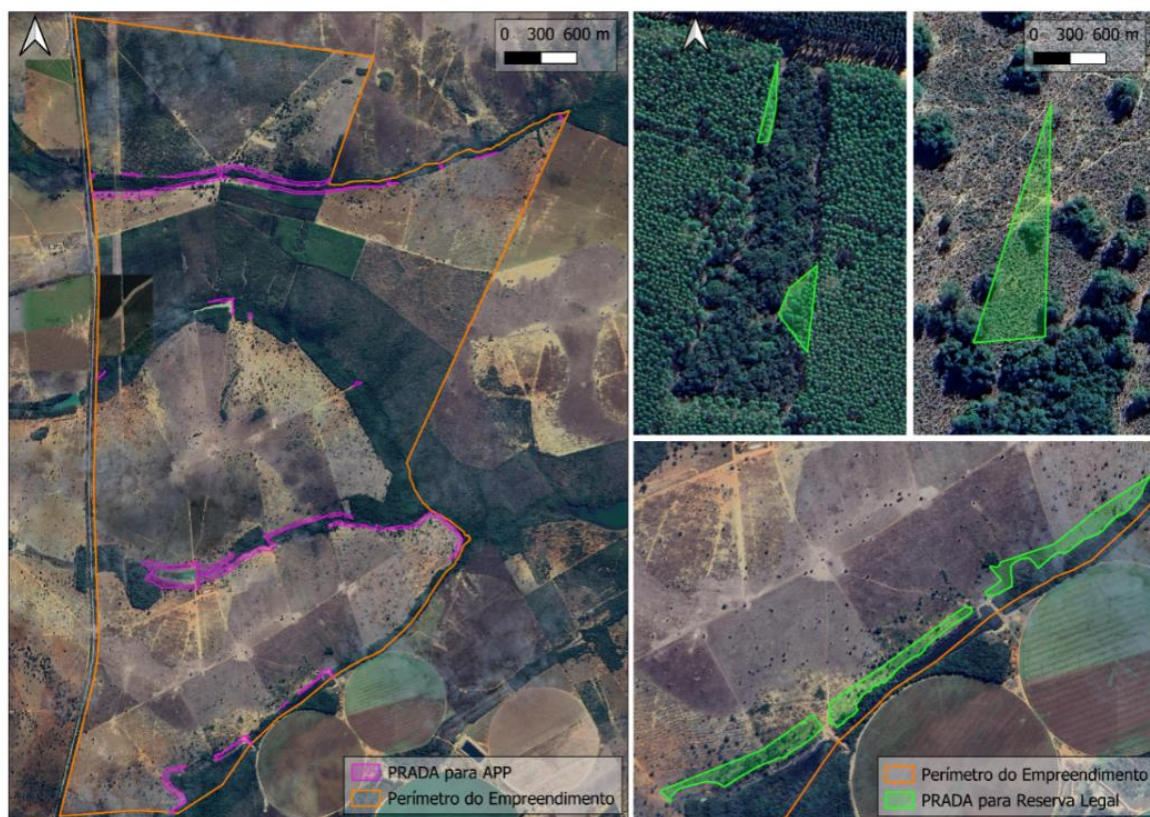 0 300 600 m
PRADA para APP
Perímetro do Empreendimento
0 300 600 m
Perímetro do Empreendimento
PRADA para Reserva Legal